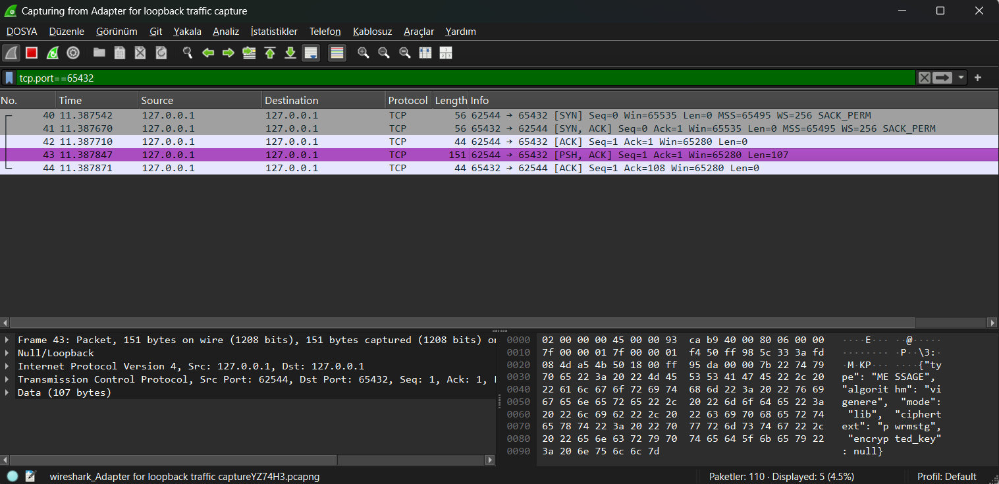 Capturing from Adapter for loopback traffic capture
DOSYA Düzenle Görünüm Git Yakala Analiz İstatistikler Telefon Kablosuz Araçlar Yardım
tcp.port==65432
No. Time Source Destination Protocol Length Info
40 11.387542 127.0.0.1 127.0.0.1 TCP 56 62544 → 65432 [SYN] Seq=0 Win=65535 Len=0 MSS=65495 WS=256 SACK_PERM
41 11.387670 127.0.0.1 127.0.0.1 TCP 56 65432 → 62544 [SYN, ACK] Seq=0 Ack=1 Win=65535 Len=0 MSS=65495 WS=256 SACK_PERM
42 11.387710 127.0.0.1 127.0.0.1 TCP 44 62544 → 65432 [ACK] Seq=1 Ack=1 Win=65280 Len=0
43 11.387847 127.0.0.1 127.0.0.1 TCP 151 62544 → 65432 [PSH, ACK] Seq=1 Ack=1 Win=65280 Len=107
44 11.387871 127.0.0.1 127.0.0.1 TCP 44 65432 → 62544 [ACK] Seq=1 Ack=108 Win=65280 Len=0
Frame 43: Packet, 151 bytes on wire (1208 bits), 151 bytes captured (1208 bits) on
Null/Loopback
Internet Protocol Version 4, Src: 127.0.0.1, Dst: 127.0.0.1
Transmission Control Protocol, Src Port: 62544, Dst Port: 65432, Seq: 1, Ack: 1,
Data (107 bytes)
0000 02 00 00 00 45 00 00 93 ca b9 40 00 80 06 00 00 ····E··· ··@·····
0010 7f 00 00 01 7f 00 00 01 f4 50 ff 98 5c 33 3a fd ········ ·P··\3:·
0020 08 4d a5 4b 50 18 00 ff 95 da 00 00 7b 22 74 79 ·M·KP··· ····{"ty
0030 70 65 22 3a 20 22 4d 45 53 53 41 47 45 22 2c 20 pe": "ME SSAGE",
0040 22 61 6c 67 6f 72 69 74 68 6d 22 3a 20 22 76 69 "algorit hm": "vi
0050 67 65 6e 65 72 65 22 2c 20 22 6d 6f 64 65 22 3a genere", "mode":
0060 20 22 6c 69 62 22 2c 20 22 63 69 70 68 65 72 74 "lib", "ciphert
0070 65 78 74 22 3a 20 22 70 77 72 6d 73 74 67 22 2c ext": "p wrmstg",
0080 20 22 65 6e 63 72 79 70 74 65 64 5f 6b 65 79 22 "encryp ted_key"
0090 3a 20 6e 75 6c 6c 7d : null}
wireshark_Adapter for loopback traffic captureYZ74H3.pcapng
Paketler: 110 · Displayed: 5 (4.5%)
Profil: Default